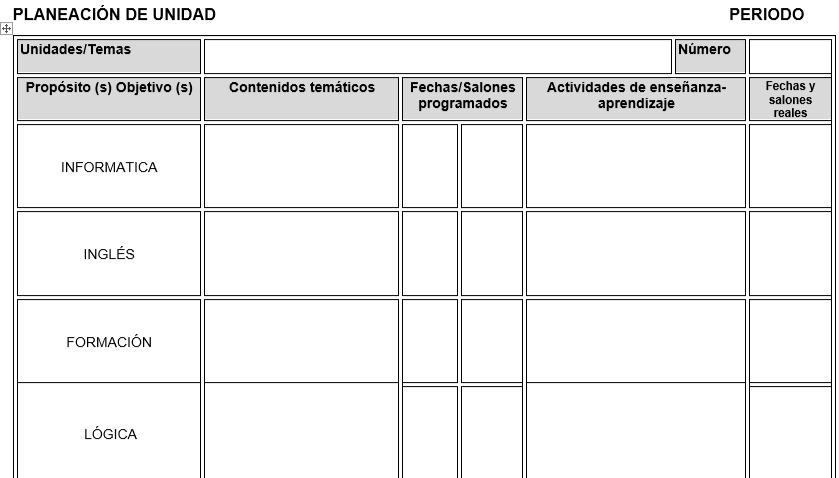 PLANEACIÓN DE UNIDAD PERIODO
Unidades/Temas Número
Propósito (s) Objetivo (s) Contenidos temáticos Fechas/Salones programados Actividades de enseñanza-aprendizaje Fechas y salones reales
INFORMATICA
INGLÉS
FORMACIÓN
LÓGICA